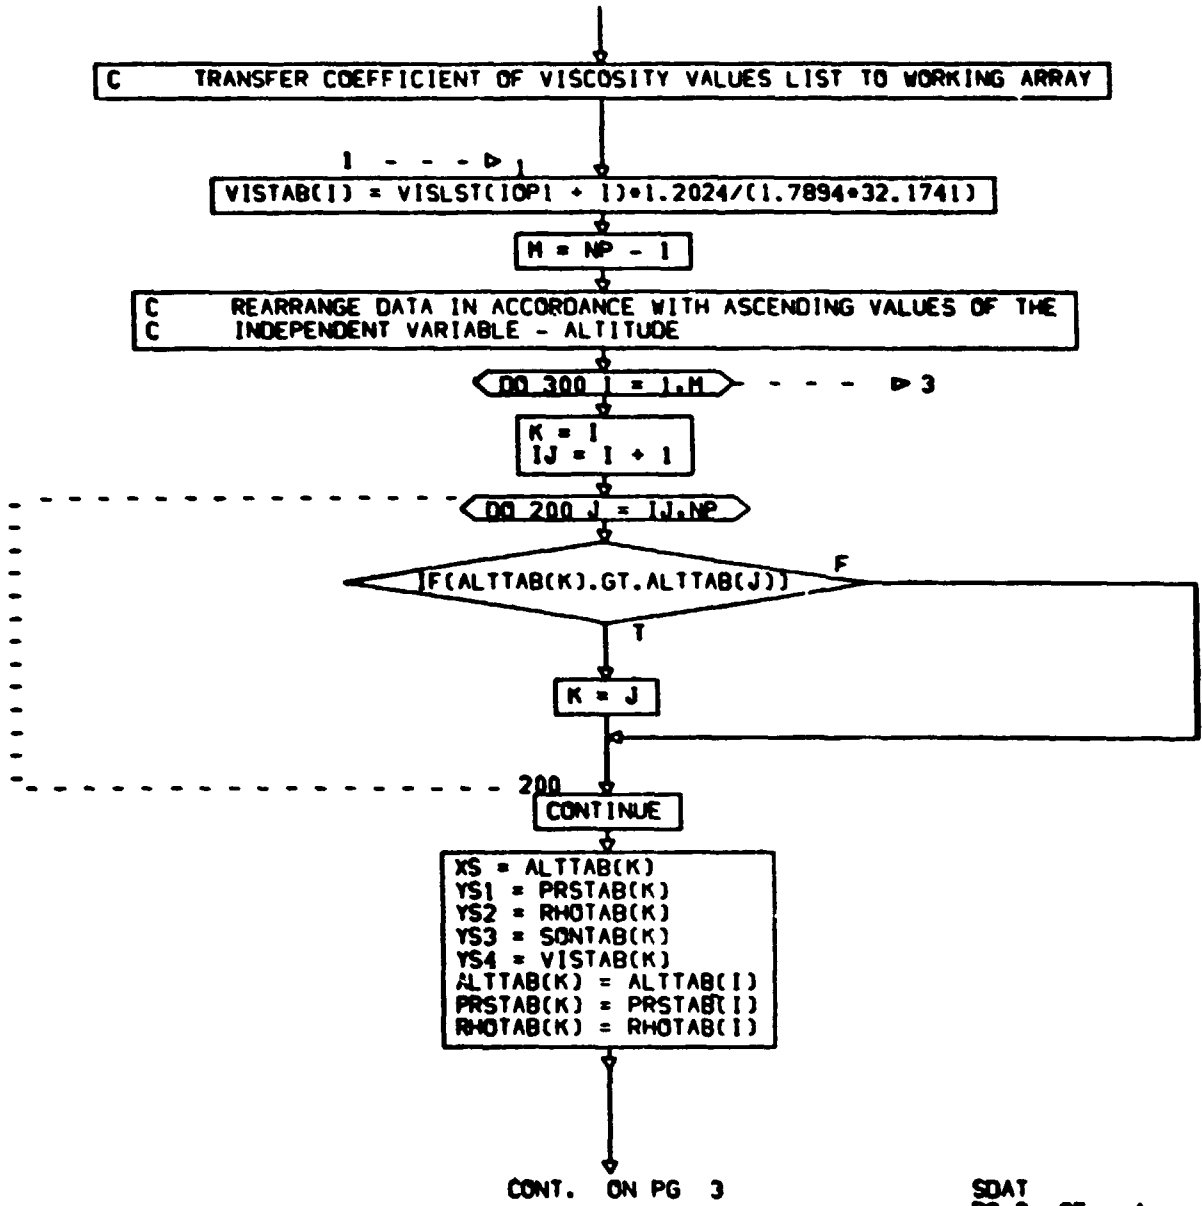 C TRANSFER COEFFICIENT OF VISCOSITY VALUES LIST TO WORKING ARRAY
1 - - - ▷ 1
VISTAB(I) = VISLST(IOP1 + I)*1.2024/(1.7894*32.1741)
M = NP - 1
C REARRANGE DATA IN ACCORDANCE WITH ASCENDING VALUES OF THE
C INDEPENDENT VARIABLE - ALTITUDE
DO 300 I = 1,M - - - - ▷ 3
K = I
IJ = I + 1
DO 200 J = IJ,NP
IF(ALTTAB(K).GT.ALTTAB(J))
F
T
K = J
200
CONTINUE
XS = ALTTAB(K)
YS1 = PRSTAB(K)
YS2 = RHOTAB(K)
YS3 = SONTAB(K)
YS4 = VISTAB(K)
ALTTAB(K) = ALTTAB(I)
PRSTAB(K) = PRSTAB(I)
RHOTAB(K) = RHOTAB(I)
CONT. ON PG 3
SDAT